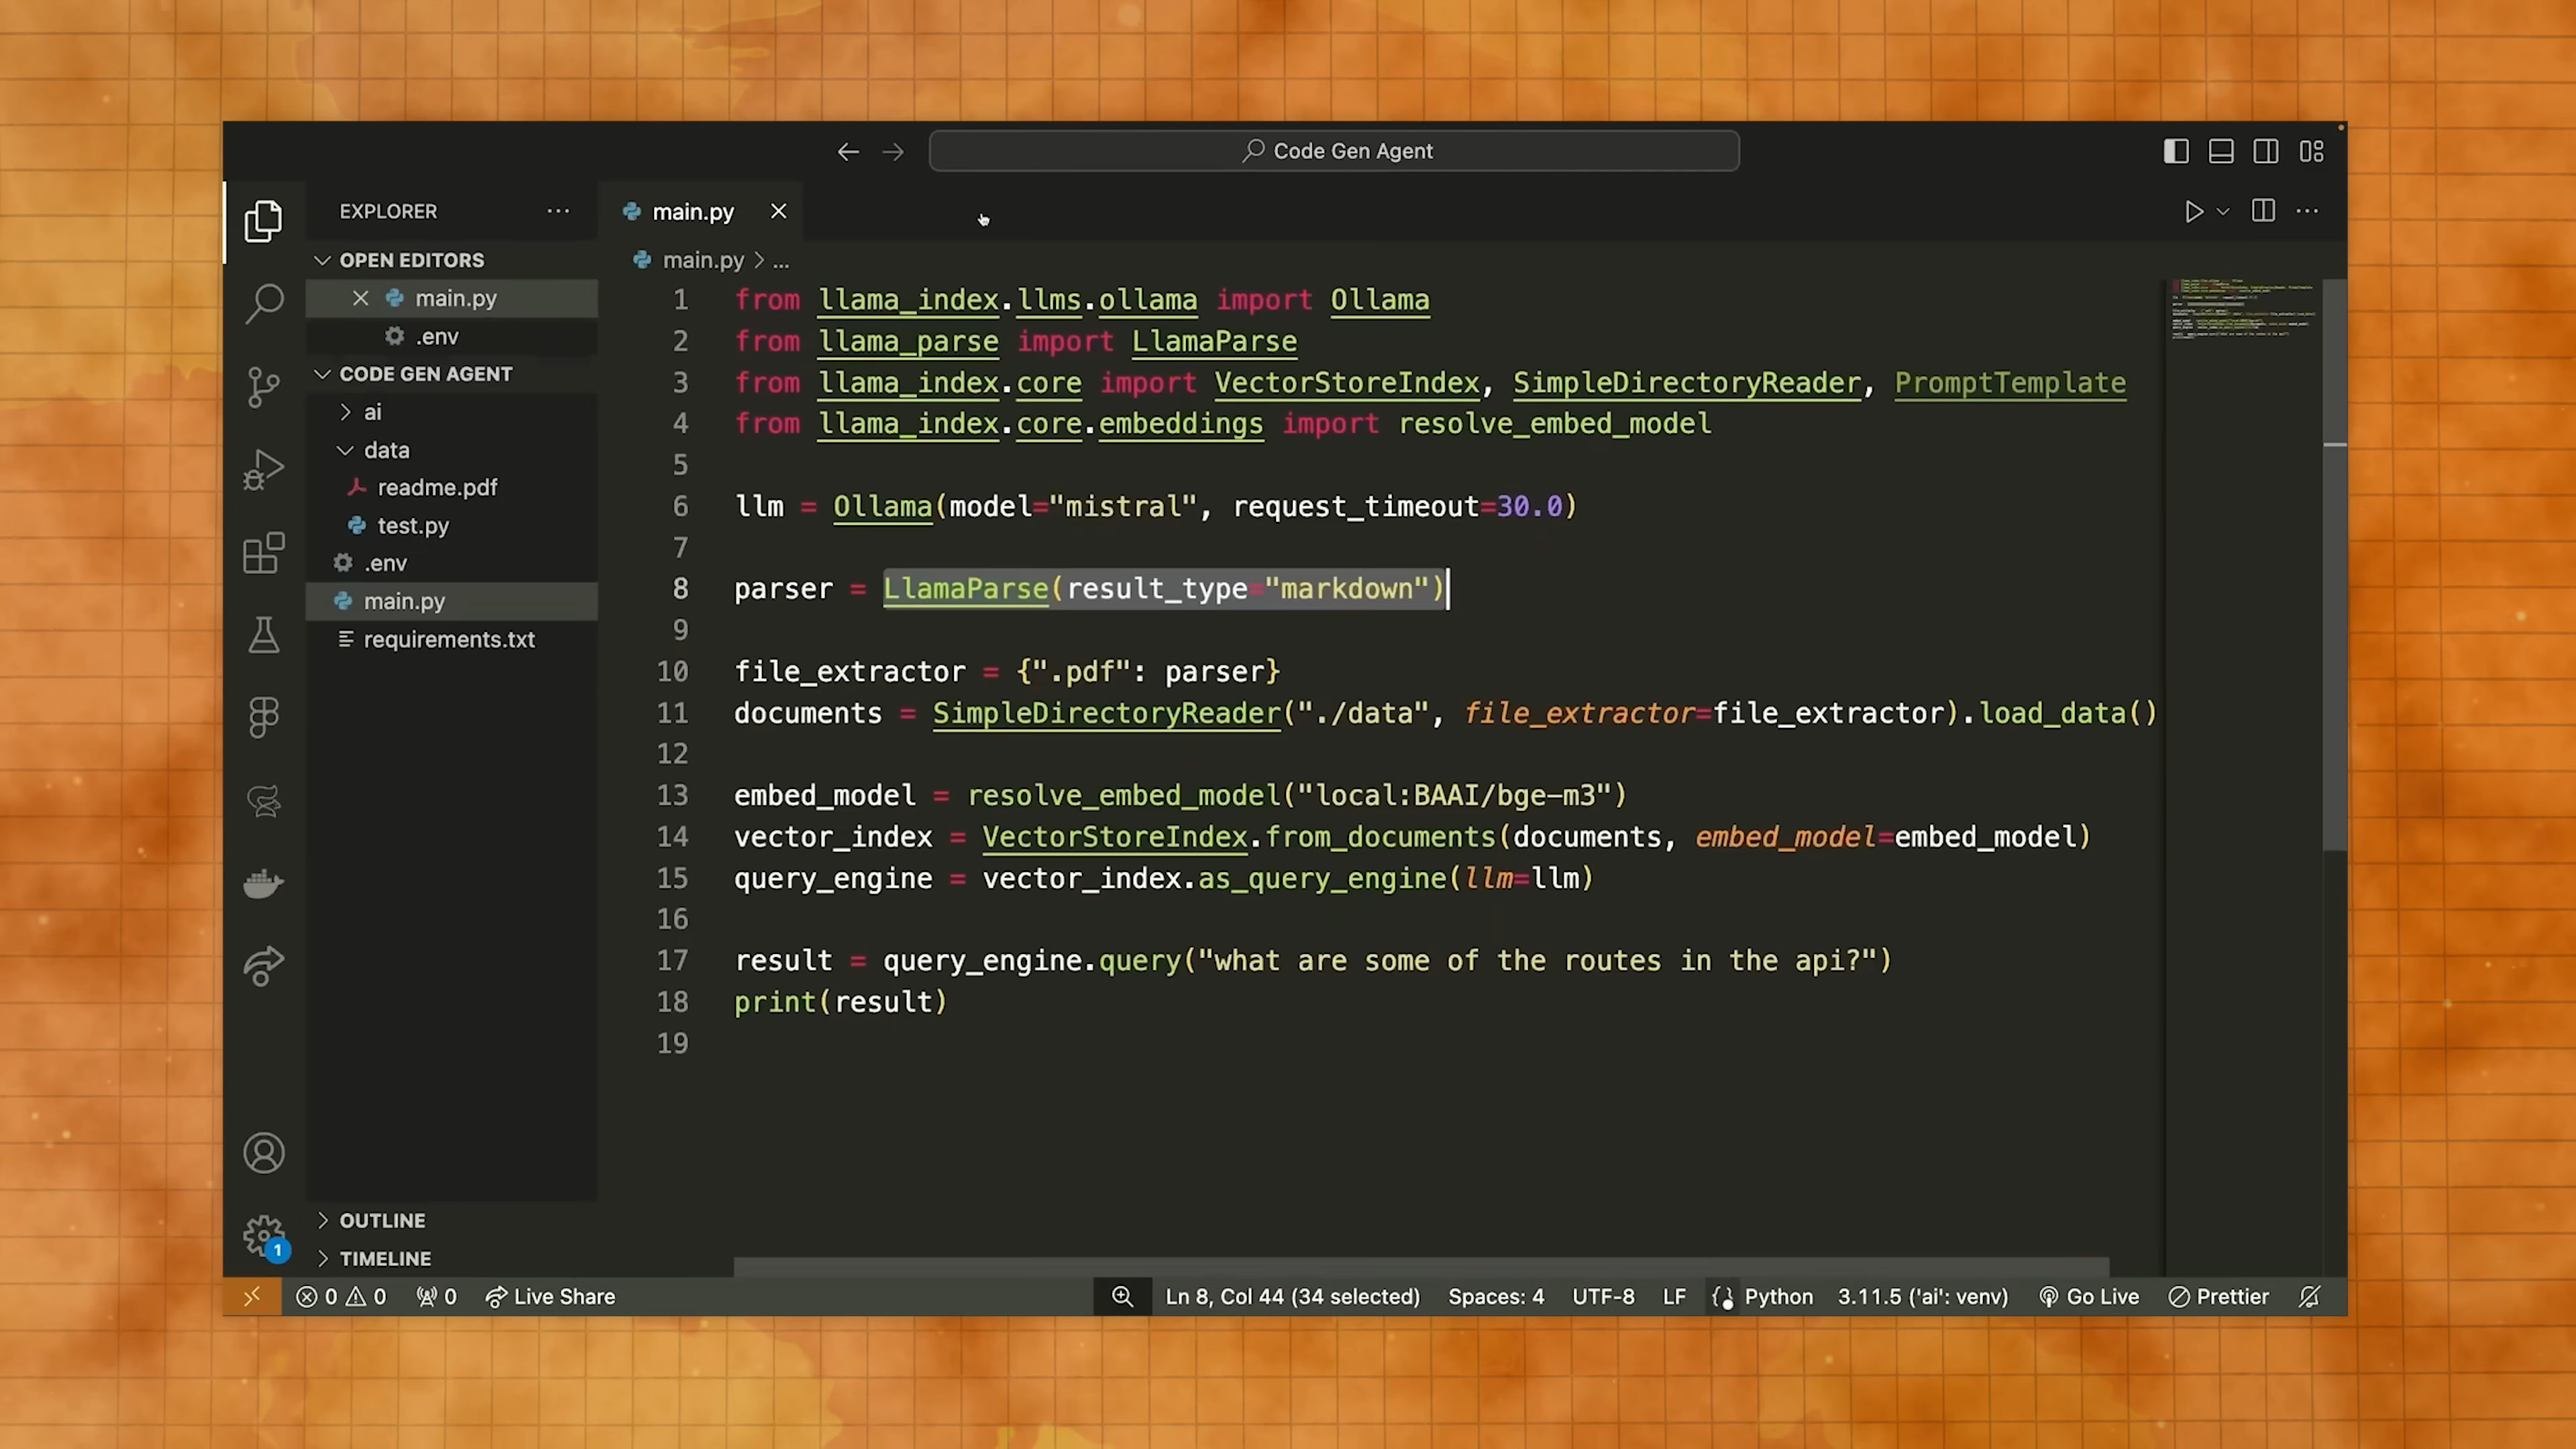 Code Gen Agent
EXPLORER
OPEN EDITORS
main.py
.env
CODE GEN AGENT
ai
data
readme.pdf
test.py
.env
main.py
requirements.txt
OUTLINE
TIMELINE
main.py
main.py > ...
1 from llama_index.llms.ollama import Ollama
2 from llama_parse import LlamaParse
3 from llama_index.core import VectorStoreIndex, SimpleDirectoryReader, PromptTemplate
4 from llama_index.core.embeddings import resolve_embed_model
5
6 llm = Ollama(model="mistral", request_timeout=30.0)
7
8 parser = LlamaParse(result_type="markdown")
9
10 file_extractor = {".pdf": parser}
11 documents = SimpleDirectoryReader("./data", file_extractor=file_extractor).load_data()
12
13 embed_model = resolve_embed_model("local:BAAI/bge-m3")
14 vector_index = VectorStoreIndex.from_documents(documents, embed_model=embed_model)
15 query_engine = vector_index.as_query_engine(llm=llm)
16
17 result = query_engine.query("what are some of the routes in the api?")
18 print(result)
19
1
0 0 0 Live Share Ln 8, Col 44 (34 selected) Spaces: 4 UTF-8 LF Python 3.11.5 ('ai': venv) Go Live Prettier